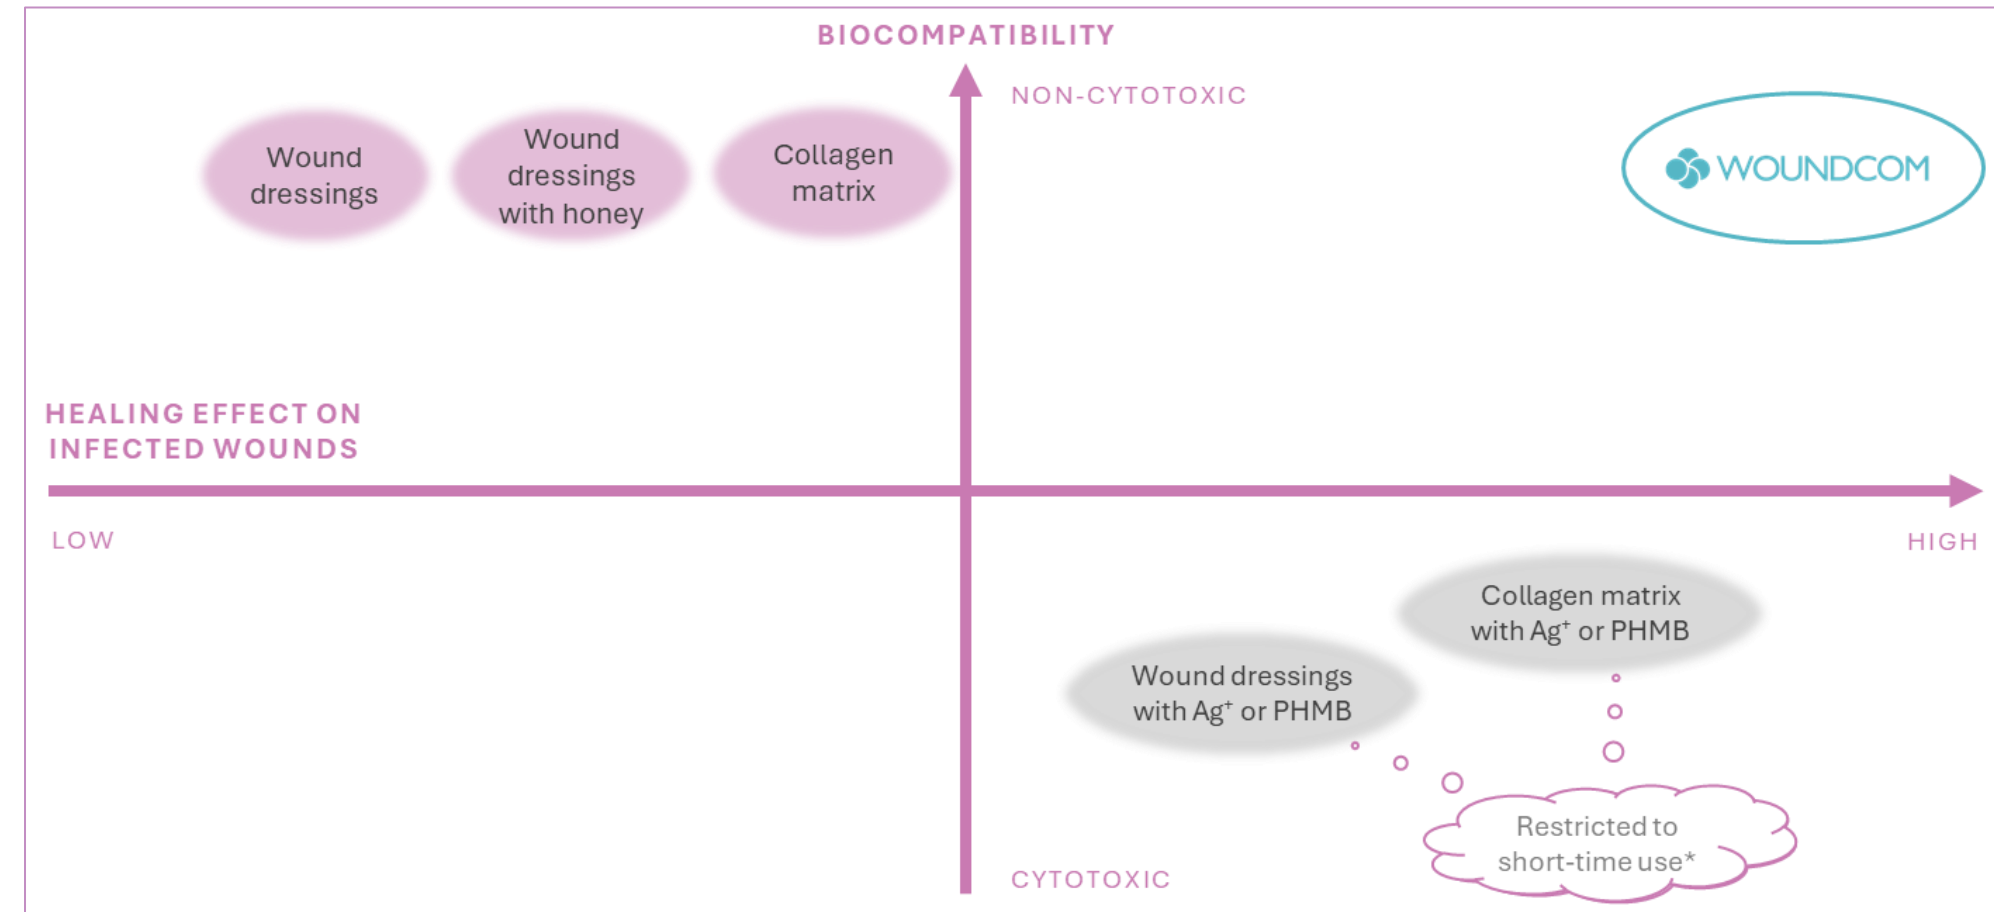 BIOCOMPATIBILITY
NON-CYTOTOXIC
Wound
dressings
Wound
dressings
with honey
Collagen
matrix
WOUNDCOM
HEALING EFFECT ON
INFECTED WOUNDS
LOW
HIGH
Collagen matrix
with Ag⁺ or PHMB
Wound dressings
with Ag⁺ or PHMB
Restricted to
short-time use*
CYTOTOXIC